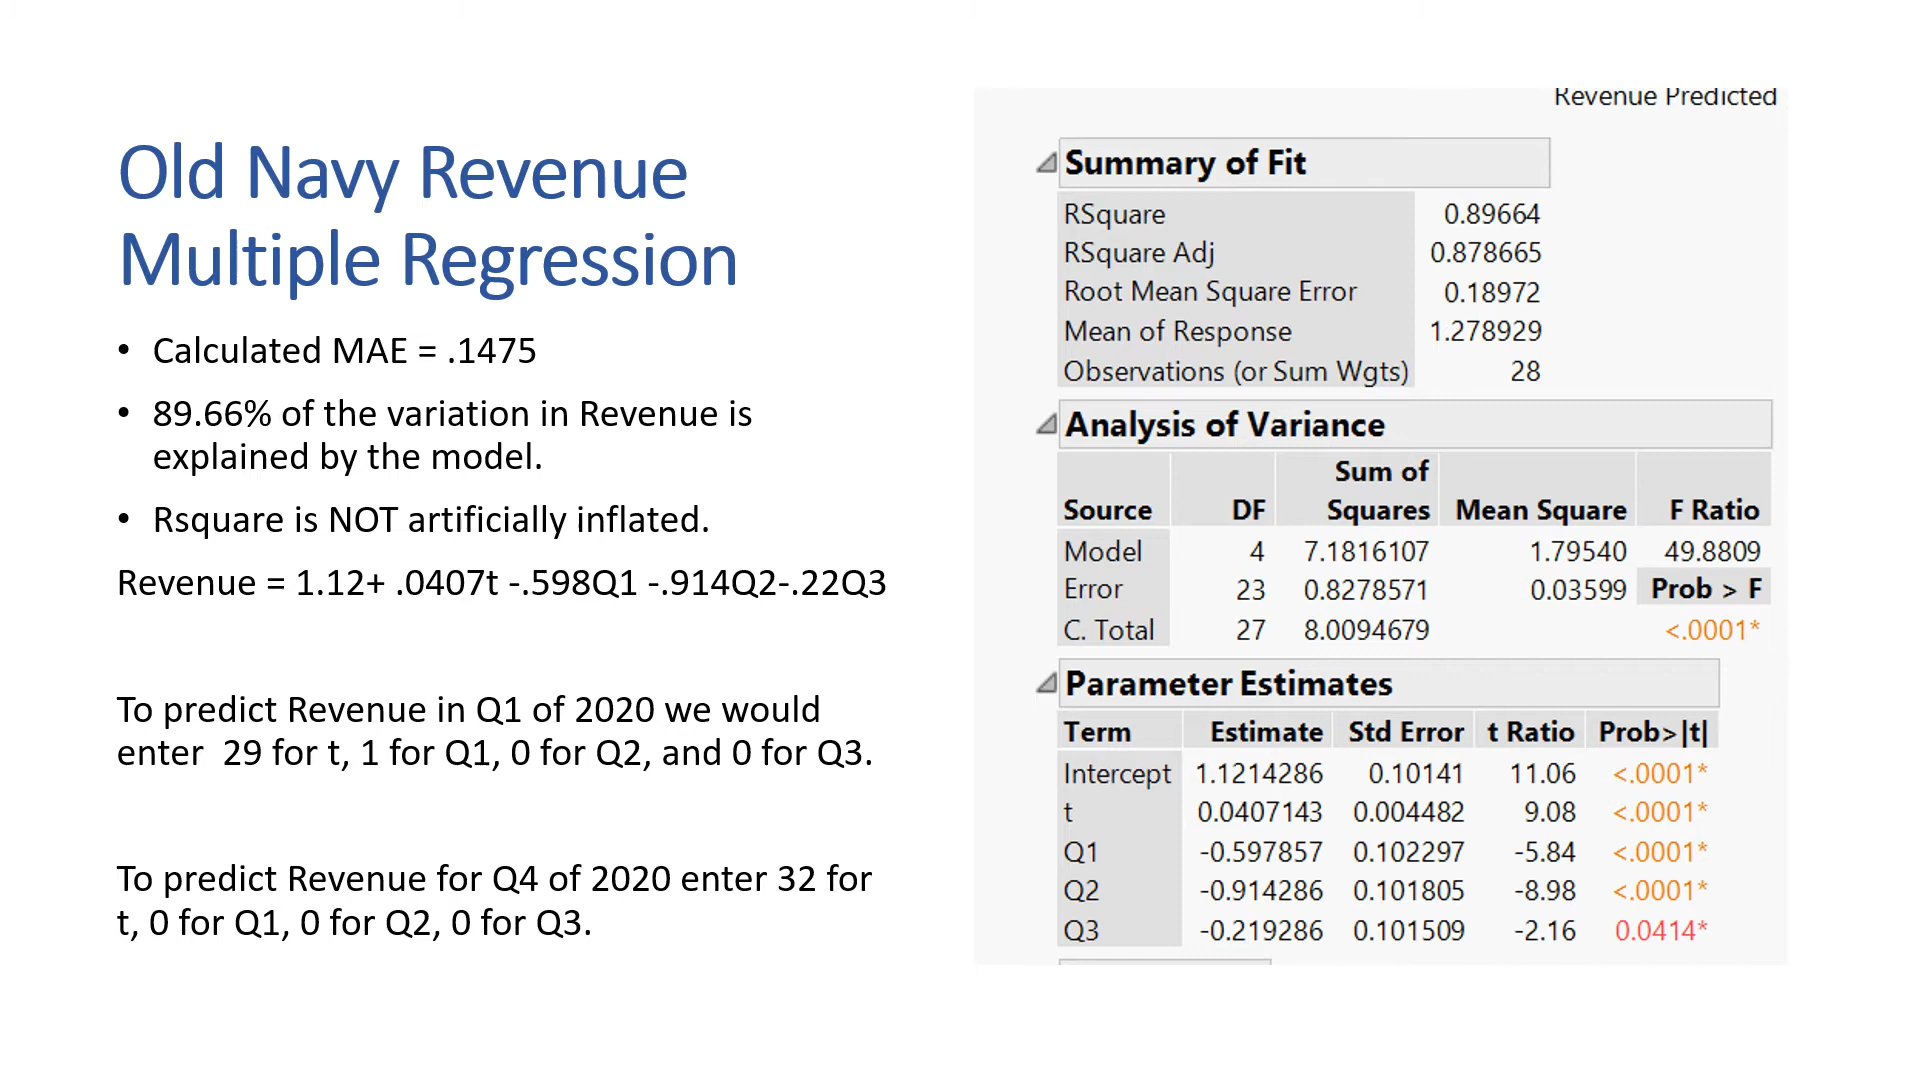 Old Navy Revenue
Multiple Regression
• Calculated MAE = .1475
• 89.66% of the variation in Revenue is
explained by the model.
• Rsquare is NOT artificially inflated.
Revenue = 1.12+ .0407t -.598Q1 -.914Q2-.22Q3
To predict Revenue in Q1 of 2020 we would
enter  29 for t, 1 for Q1, 0 for Q2, and 0 for Q3.
To predict Revenue for Q4 of 2020 enter 32 for
t, 0 for Q1, 0 for Q2, 0 for Q3.
Revenue Predicted
Summary of Fit
RSquare 0.89664
RSquare Adj 0.878665
Root Mean Square Error 0.18972
Mean of Response 1.278929
Observations (or Sum Wgts) 28
Analysis of Variance
Sum of
Source DF Squares Mean Square F Ratio
Model 4 7.1816107 1.79540 49.8809
Error 23 0.8278571 0.03599 Prob > F
C. Total 27 8.0094679 <.0001*
Parameter Estimates
Term Estimate Std Error t Ratio Prob>|t|
Intercept 1.1214286 0.10141 11.06 <.0001*
t 0.0407143 0.004482 9.08 <.0001*
Q1 -0.597857 0.102297 -5.84 <.0001*
Q2 -0.914286 0.101805 -8.98 <.0001*
Q3 -0.219286 0.101509 -2.16 0.0414*